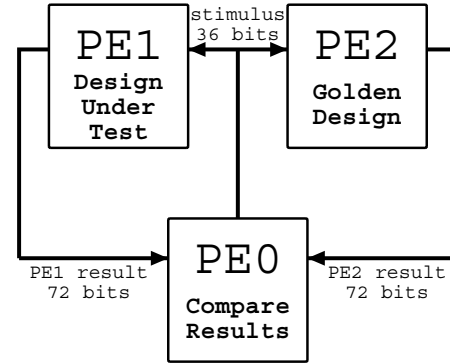 PE1
Design
Under
Test
stimulus
36 bits
PE2
Golden
Design
PE1 result
72 bits
PE0
Compare
Results
PE2 result
72 bits